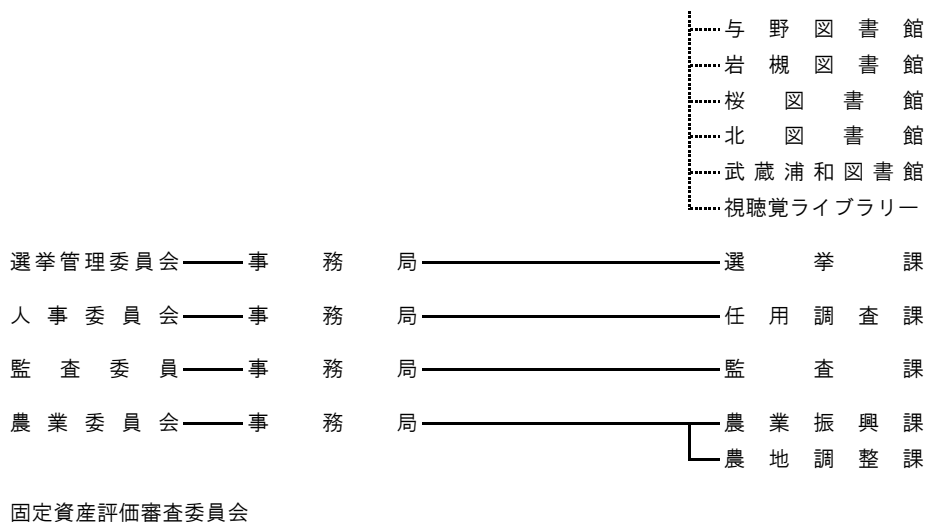 与野図書館
岩槻図書館
桜図書館
北図書館
武蔵浦和図書館
視聴覚ライブラリー
選挙管理委員会 事務局 選挙課
人事委員会 事務局 任用調査課
監査委員 事務局 監査課
農業委員会 事務局 農業振興課
農地調整課
固定資産評価審査委員会